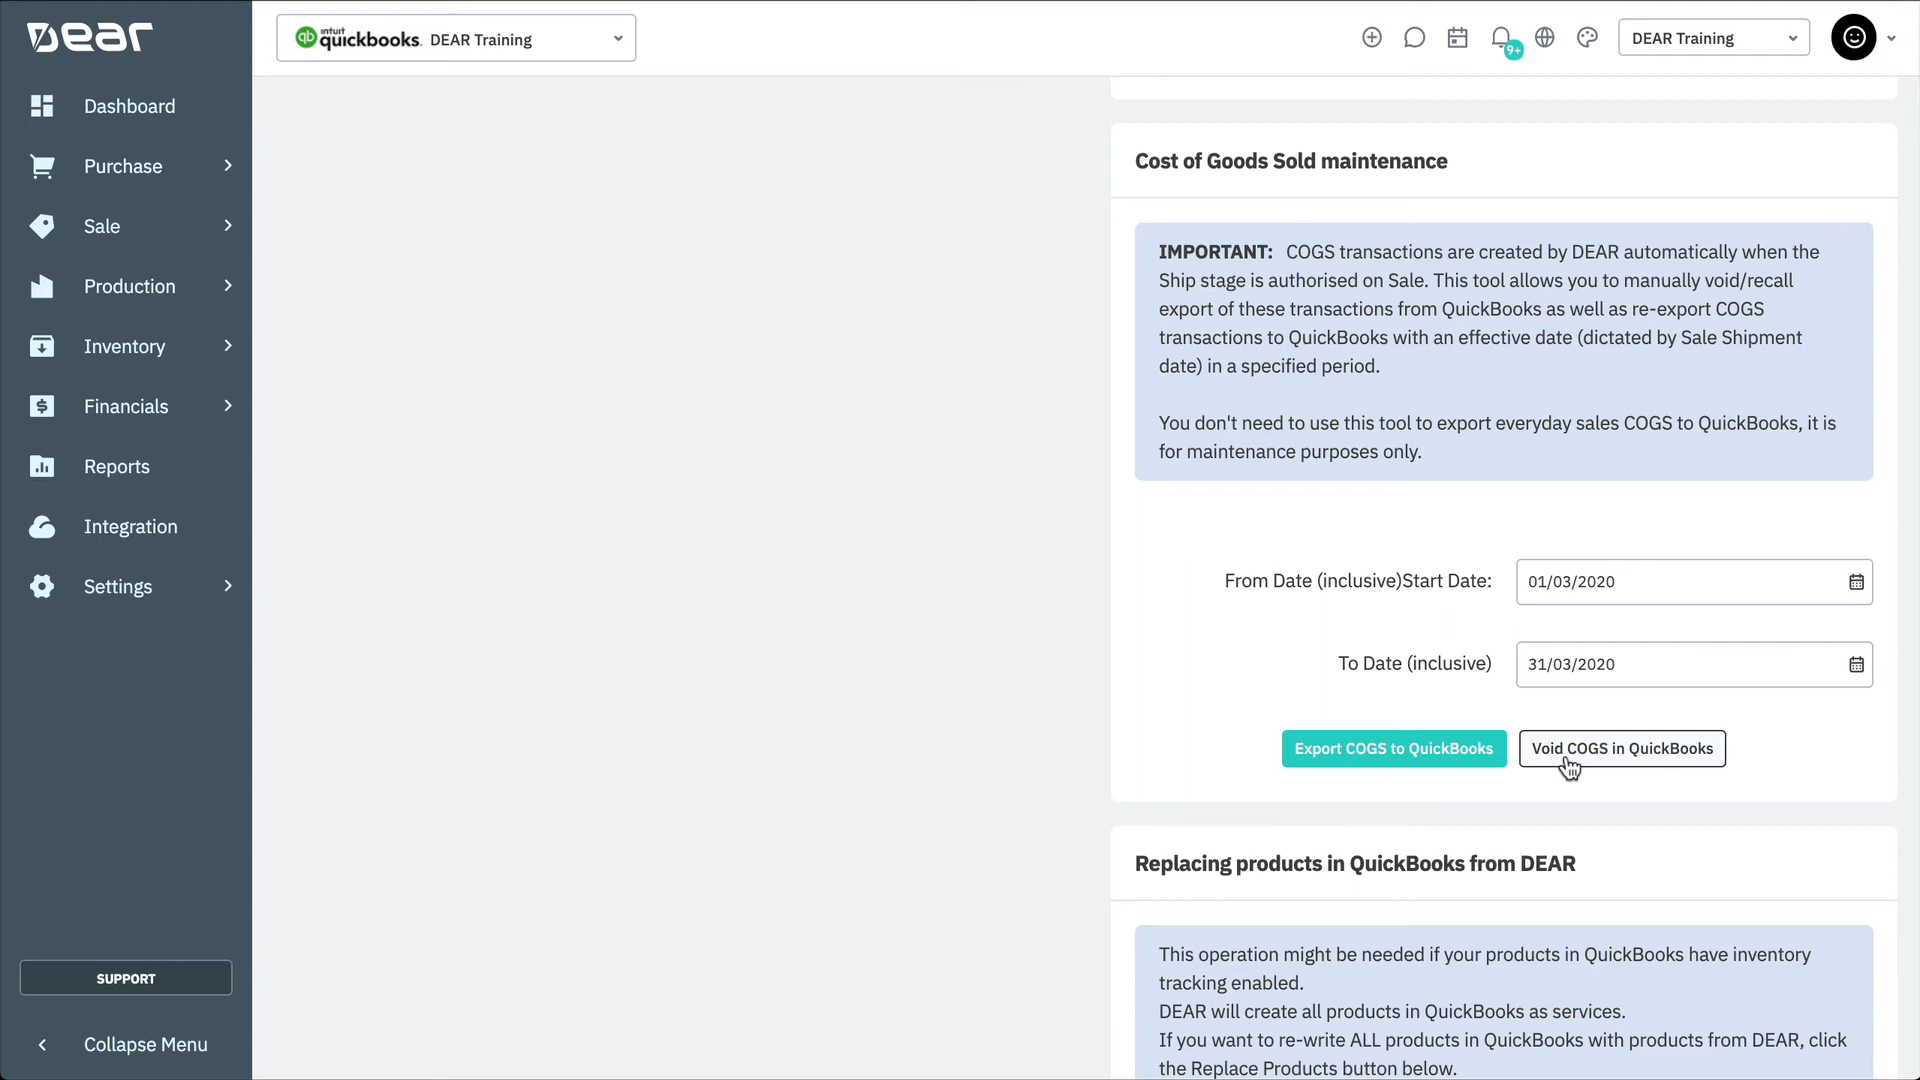 DEAR
intuit
qb quickbooks. DEAR Training
9+
DEAR Training
Dashboard
Purchase
Sale
Production
Inventory
Financials
Reports
Integration
Settings
SUPPORT
Collapse Menu
Cost of Goods Sold maintenance
IMPORTANT: COGS transactions are created by DEAR automatically when the
Ship stage is authorised on Sale. This tool allows you to manually void/recall
export of these transactions from QuickBooks as well as re-export COGS
transactions to QuickBooks with an effective date (dictated by Sale Shipment
date) in a specified period.
You don't need to use this tool to export everyday sales COGS to QuickBooks, it is
for maintenance purposes only.
From Date (inclusive)Start Date: 01/03/2020
To Date (inclusive) 31/03/2020
Export COGS to QuickBooks Void COGS in QuickBooks
Replacing products in QuickBooks from DEAR
This operation might be needed if your products in QuickBooks have inventory
tracking enabled.
DEAR will create all products in QuickBooks as services.
If you want to re-write ALL products in QuickBooks with products from DEAR, click
the Replace Products button below.